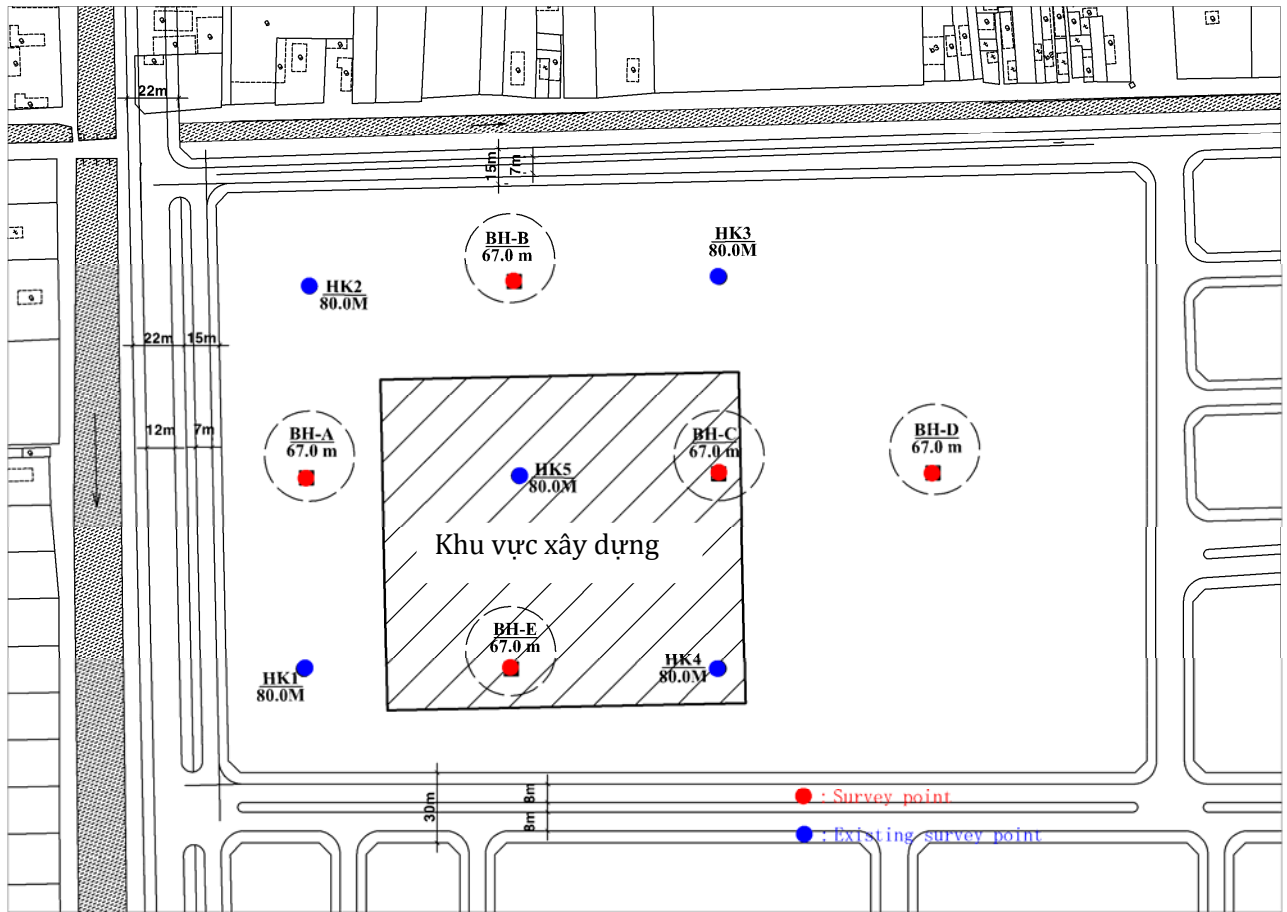 22m
15m
7m
BH-B
67.0 m
HK3
80.0M
HK2
80.0M
22m
15m
12m
7m
BH-A
67.0 m
BH-C
67.0 m
BH-D
67.0 m
HK5
80.0M
Khu vực xây dựng
BH-E
67.0 m
HK1
80.0M
HK4
80.0M
30m
8m
8m
: Survey point
: Existing survey point